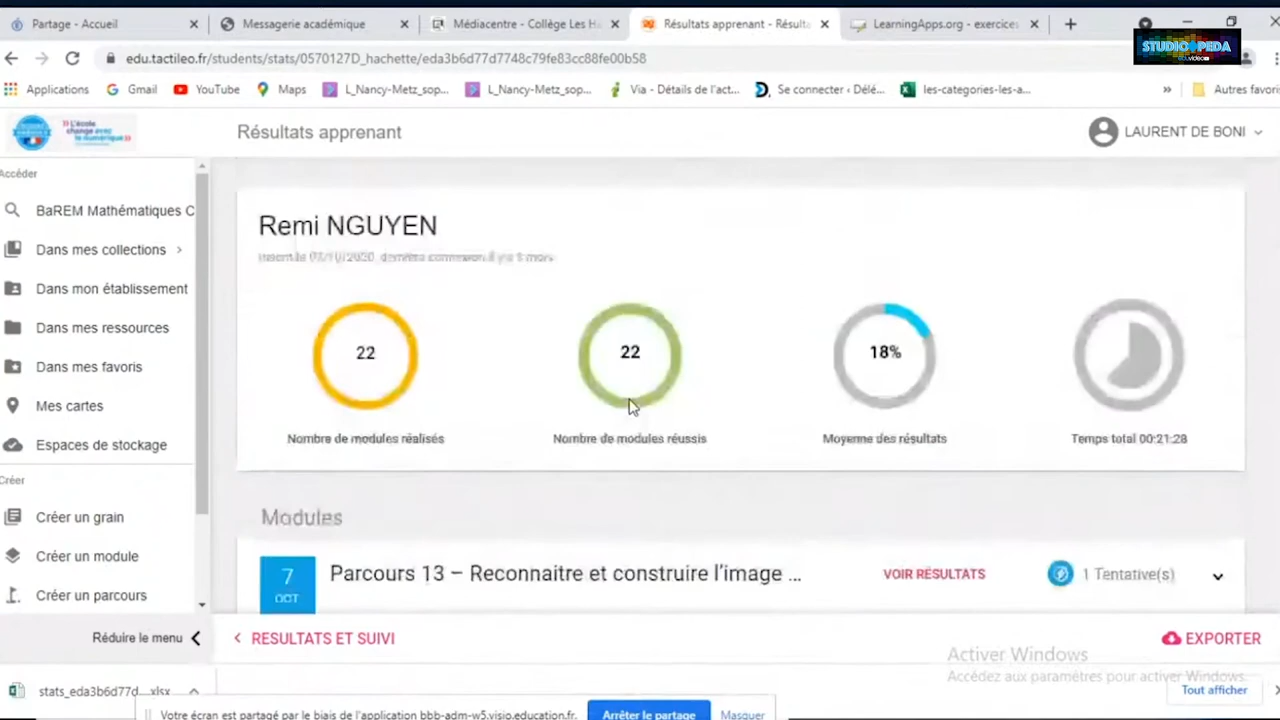 Partage - Accueil
Messagerie académique
Médiacentre - Collège Les H
Résultats apprenant - Résulta
LearningApps.org - exercices
edu.tactileo.fr/students/stats/0570127D_hachette/
STUDIO PEDA
Applications
Gmail
YouTube
Maps
L_Nancy-Metz_sop...
L_Nancy-Metz_sop...
Via - Détails de l'act...
Se connecter ‹ Délé...
les-categories-les-a...
»
Autres favoris
L'école change avec le numérique
Résultats apprenant
LAURENT DE BONI
Accéder
BaREM Mathématiques C
Dans mes collections
Dans mon établissement
Dans mes ressources
Dans mes favoris
Mes cartes
Espaces de stockage
Créer
Créer un grain
Créer un module
Créer un parcours
Réduire le menu
Remi NGUYEN
22
22
18%
Nombre de modules réalisés
Nombre de modules réussis
Moyenne des résultats
Temps total 00:21:28
Modules
7
OCT
Parcours 13 – Reconnaitre et construire l'image ...
VOIR RÉSULTATS
1 Tentative(s)
RESULTATS ET SUIVI
EXPORTER
Activer Windows
Accédez aux paramètres pour activer Windows.
stats_eda3b6d77d....xlsx
Tout afficher
Votre écran est partagé par le biais de l'application bbb-adm-w5.visio.education.fr.
Arrêter le partage
Masquer